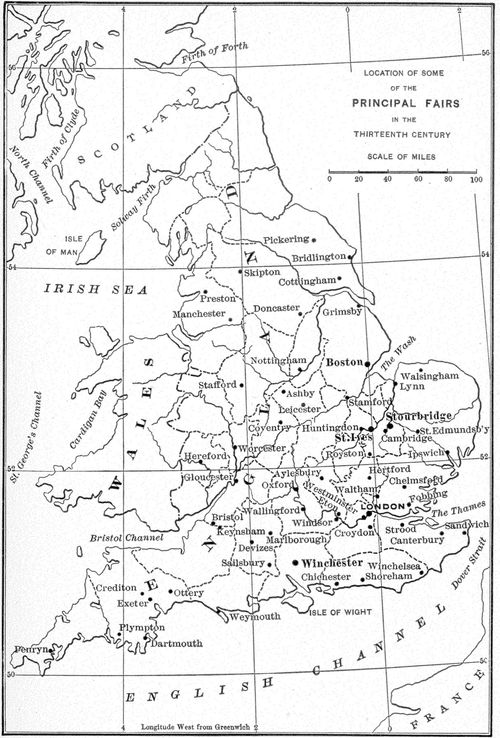 4
2
0
2
56
56
Firth of Forth
LOCATION OF SOME
OF THE
PRINCIPAL FAIRS
IN THE
THIRTEENTH CENTURY
SCALE OF MILES
0 20 40 60 80 100
SCOTLAND
Firth of Clyde
North Channel
Solway Firth
ISLE
OF MAN
ENGLAND
Pickering
Bridlington
54
54
Skipton
Cottingham
IRISH SEA
Preston
Manchester
Doncaster
Grimsby
Nottingham
Boston
The Wash
WALES
Stafford
Walsingham
Lynn
Ashby
Leicester
Stamford
St. George's Channel
Cardigan Bay
Coventry
Huntingdon
Stourbridge
St. Ives
Cambridge
St. Edmundsb'y
Worcester
Royston
Ipswich
Hereford
52
52
Gloucester
Aylesbury
Hertford
Oxford
Westminster
Waltham
Chelmsford
Eyon
Fobbing
Wallingford
LONDON
The Thames
Bristol
Windsor
Bristol Channel
Keynsham
Marlborough
Croydon
Strood
Sandwich
Canterbury
Devizes
Salisbury
Winchester
Winchelsea
Dover Strait
Chichester
Shoreham
Crediton
Ottery
Exeter
ISLE OF WIGHT
Weymouth
Plympton
Dartmouth
Penryn
50
50
ENGLISH CHANNEL
FRANCE
4
Longitude West from Greenwich 2
0